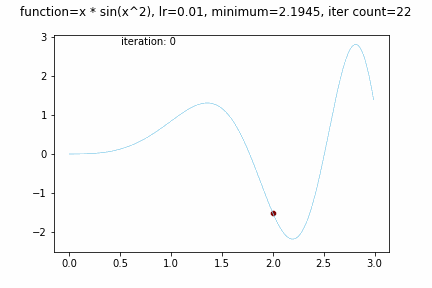 function=x * sin(x^2), lr=0.01, minimum=2.1945, iter count=22
iteration: 0
3
2
1
0
−1
−2
0.0 0.5 1.0 1.5 2.0 2.5 3.0